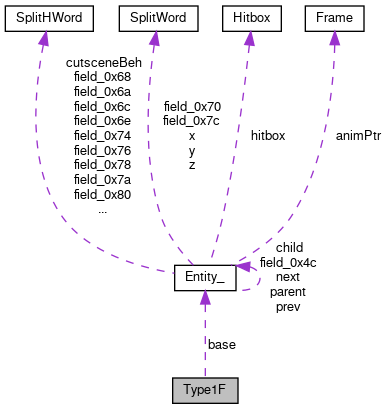 SplitHWord
SplitWord
Hitbox
Frame
cutsceneBeh
field_0x68
field_0x6a
field_0x6c
field_0x6e
field_0x74
field_0x76
field_0x78
field_0x7a
field_0x80
...
field_0x70
field_0x7c
x
y
z
hitbox
animPtr
Entity_
child
field_0x4c
next
parent
prev
base
Type1F